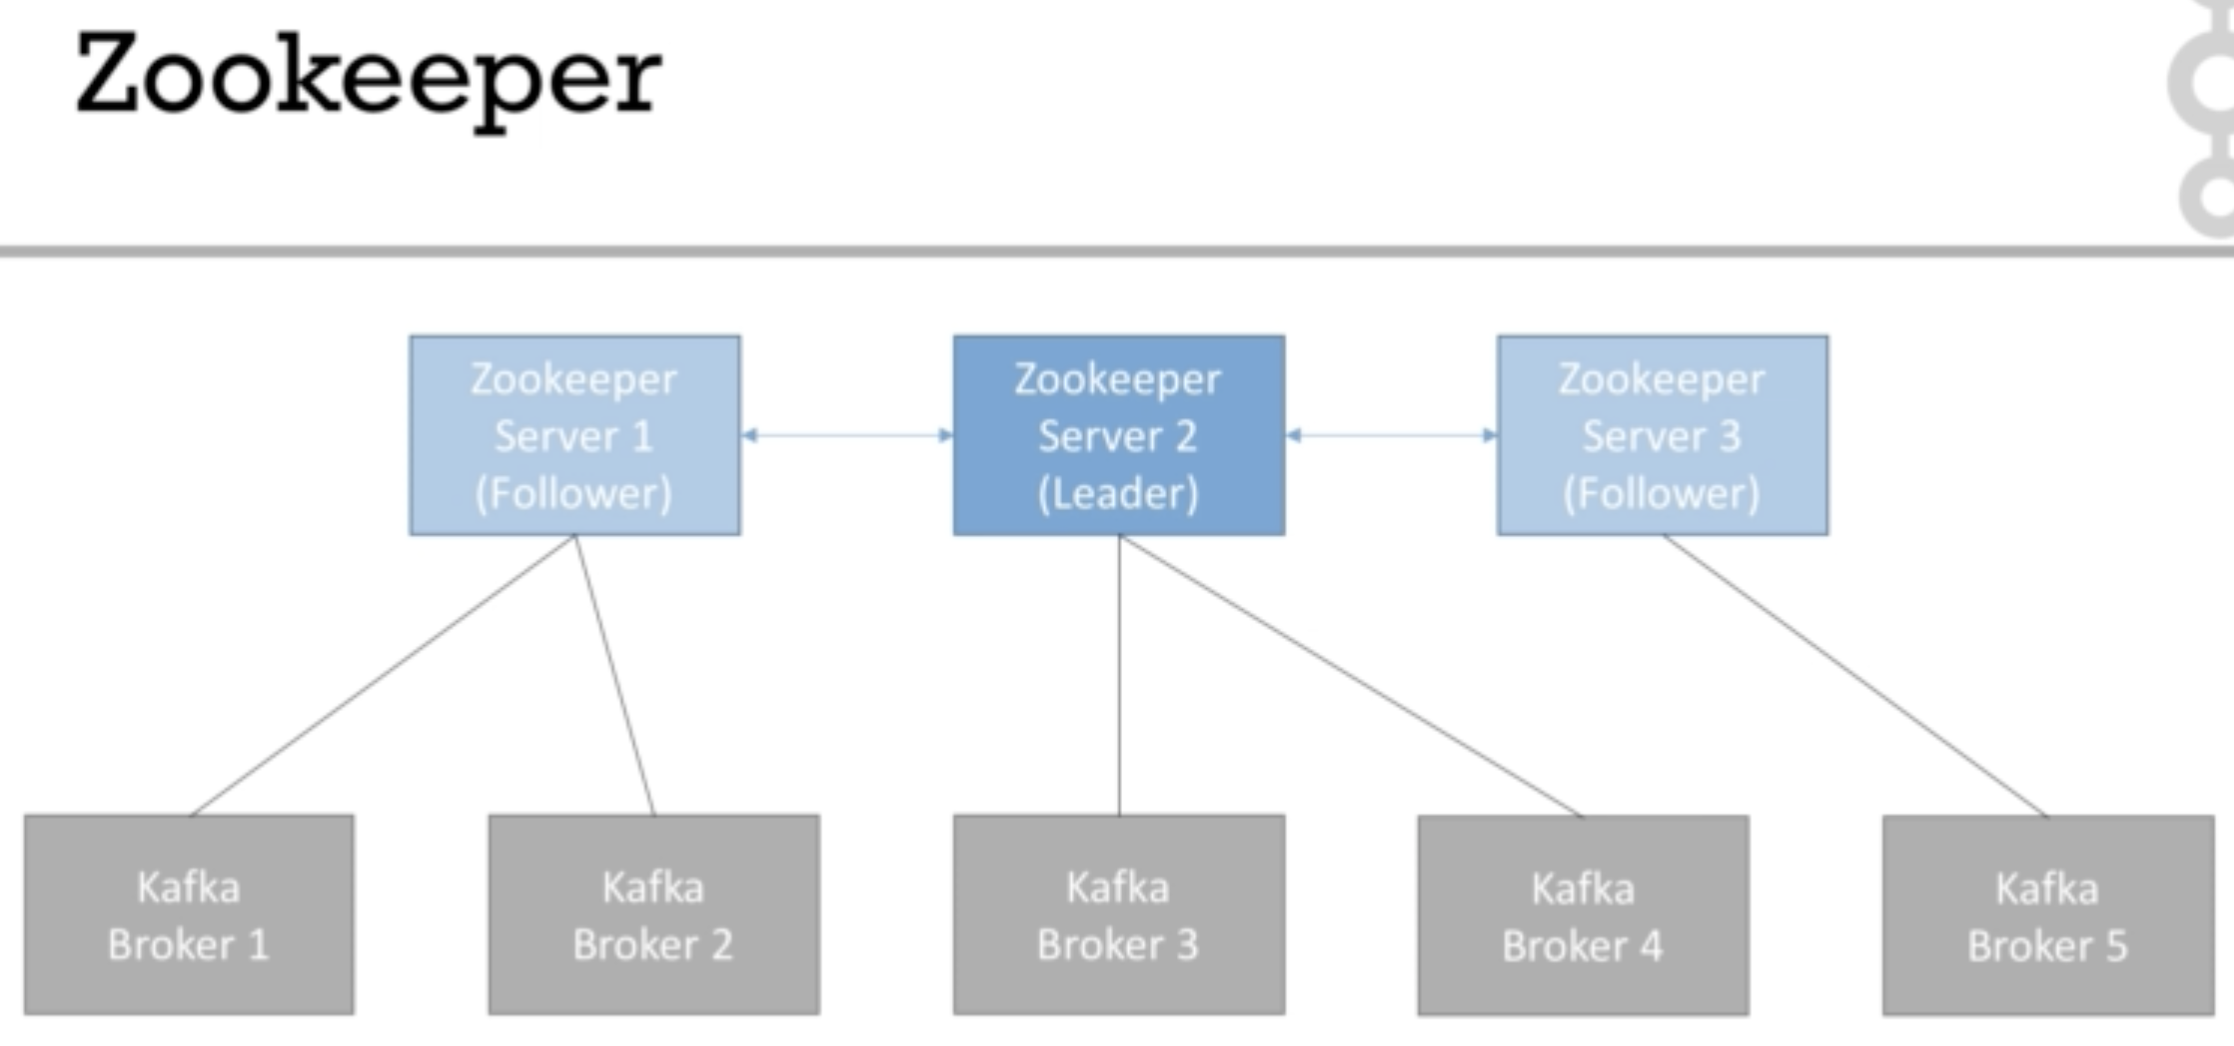 Zookeeper
Zookeeper
Server 1
(Follower)
Zookeeper
Server 2
(Leader)
Zookeeper
Server 3
(Follower)
Kafka
Broker 1
Kafka
Broker 2
Kafka
Broker 3
Kafka
Broker 4
Kafka
Broker 5